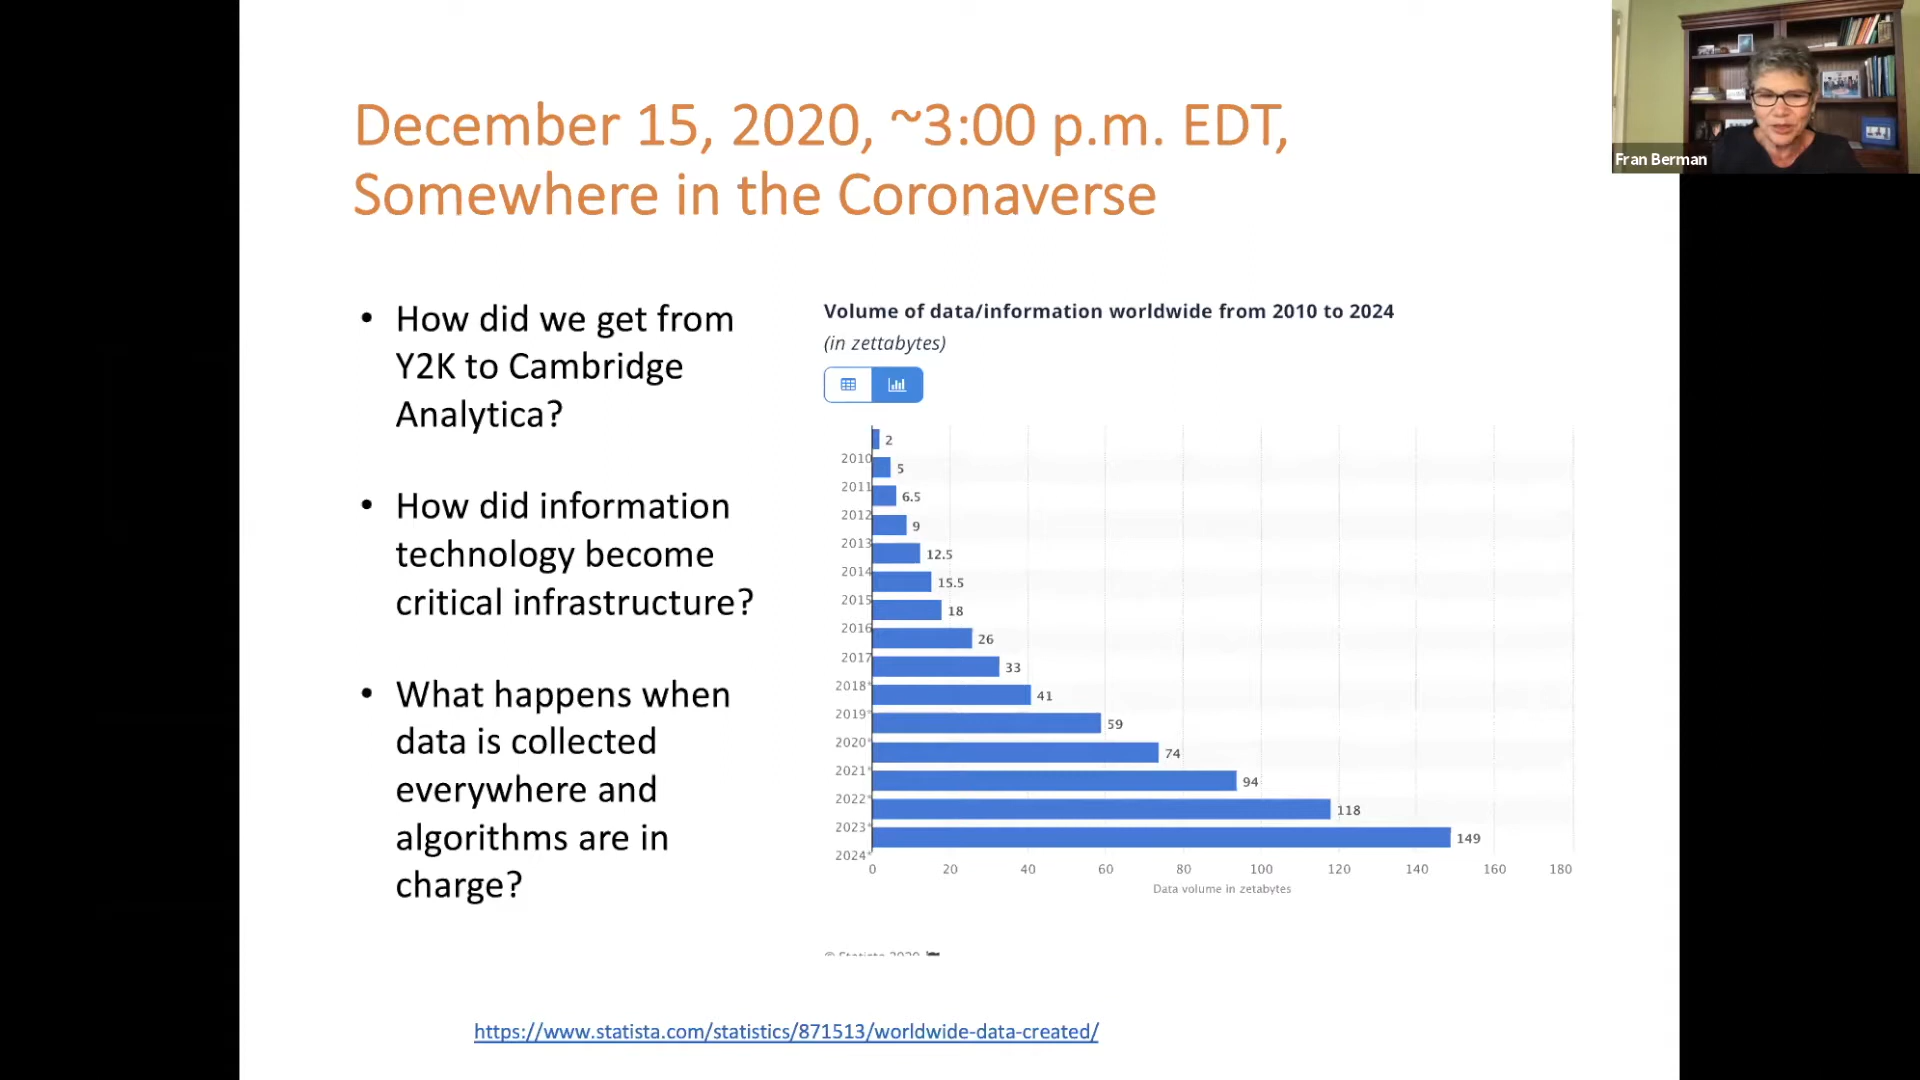 December 15, 2020, ~3:00 p.m. EDT,
Somewhere in the Coronaverse
Fran Berman
• How did we get from
Y2K to Cambridge
Analytica?
• How did information
technology become
critical infrastructure?
• What happens when
data is collected
everywhere and
algorithms are in
charge?
Volume of data/information worldwide from 2010 to 2024
(in zettabytes)
2
2010
5
2011
6.5
2012
9
2013
12.5
2014
15.5
2015
18
2016
26
2017
33
2018*
41
2019*
59
2020*
74
2021*
94
2022*
118
2023*
149
2024*
0 20 40 60 80 100 120 140 160 180
Data volume in zetabytes
© Statista 2020
https://www.statista.com/statistics/871513/worldwide-data-created/